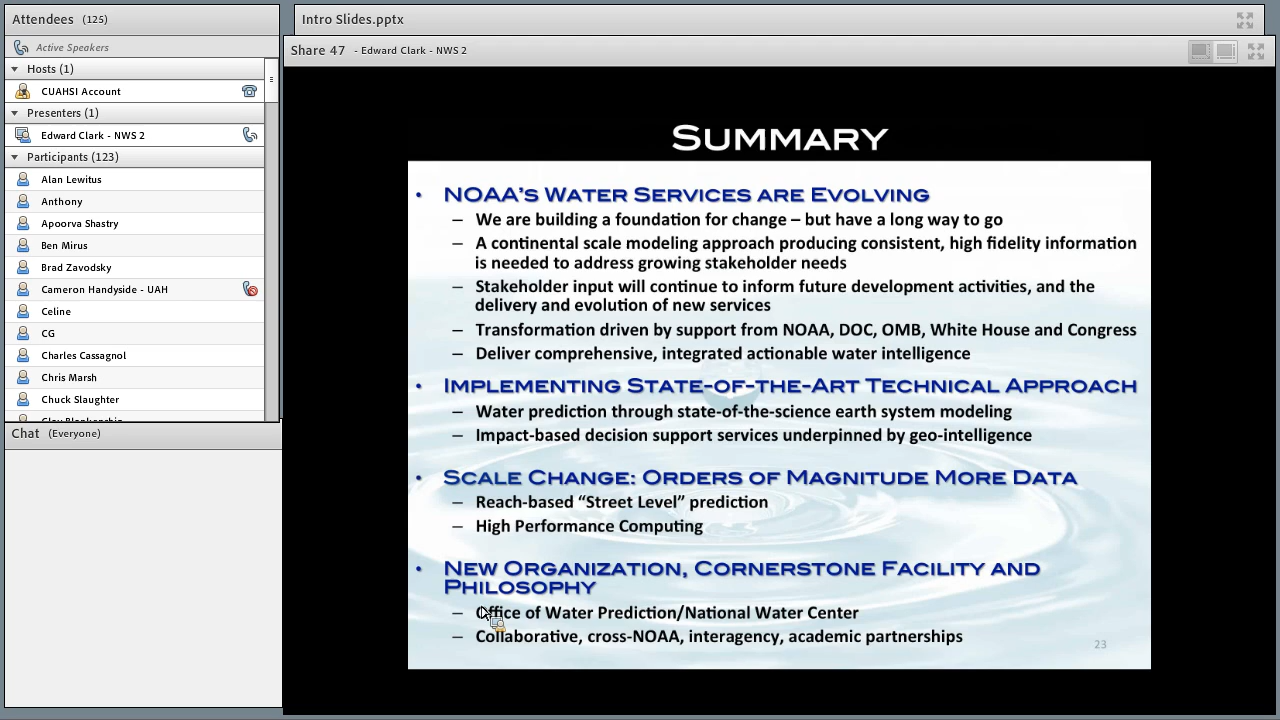 Attendees (125)
Active Speakers
Hosts (1)
CUAHSI Account
Presenters (1)
Edward Clark - NWS 2
Participants (123)
Alan Lewitus
Anthony
Apoorva Shastry
Ben Mirus
Brad Zavodsky
Cameron Handyside - UAH
Celine
CG
Charles Cassagnol
Chris Marsh
Chuck Slaughter
Chat (Everyone)
Intro Slides.pptx
Share 47 - Edward Clark - NWS 2
SUMMARY
• NOAA'S WATER SERVICES ARE EVOLVING
– We are building a foundation for change – but have a long way to go
– A continental scale modeling approach producing consistent, high fidelity information
is needed to address growing stakeholder needs
– Stakeholder input will continue to inform future development activities, and the
delivery and evolution of new services
– Transformation driven by support from NOAA, DOC, OMB, White House and Congress
– Deliver comprehensive, integrated actionable water intelligence
• IMPLEMENTING STATE-OF-THE-ART TECHNICAL APPROACH
– Water prediction through state-of-the-science earth system modeling
– Impact-based decision support services underpinned by geo-intelligence
• SCALE CHANGE: ORDERS OF MAGNITUDE MORE DATA
– Reach-based “Street Level” prediction
– High Performance Computing
• NEW ORGANIZATION, CORNERSTONE FACILITY AND
PHILOSOPHY
– Office of Water Prediction/National Water Center
– Collaborative, cross-NOAA, interagency, academic partnerships
23